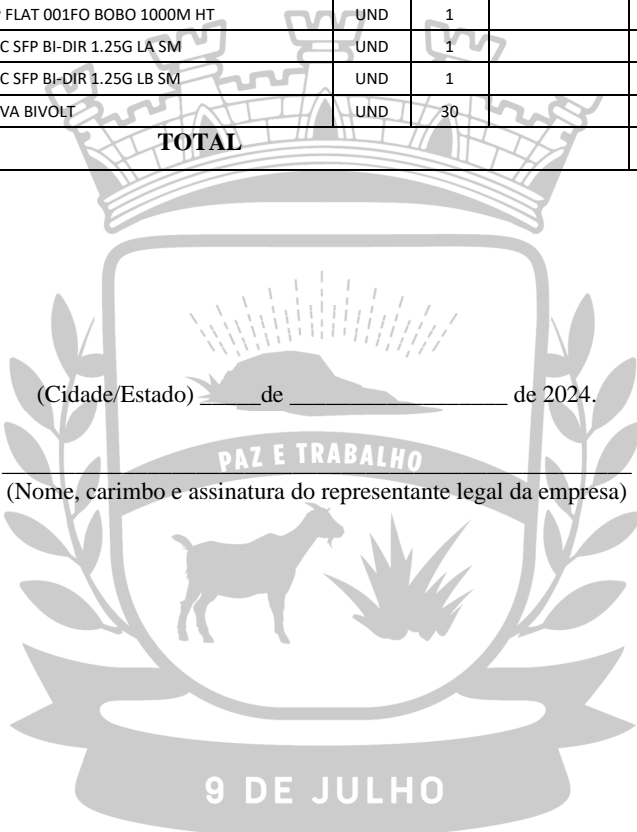 FLAT 001FO BOBO 1000M HT UND 1
C SFP BI-DIR 1.25G LA SM UND 1
C SFP BI-DIR 1.25G LB SM UND 1
VA BIVOLT UND 30
TOTAL
(Cidade/Estado) _____de __________________ de 2024.
PAZ E TRABALHO
(Nome, carimbo e assinatura do representante legal da empresa)
9 DE JULHO